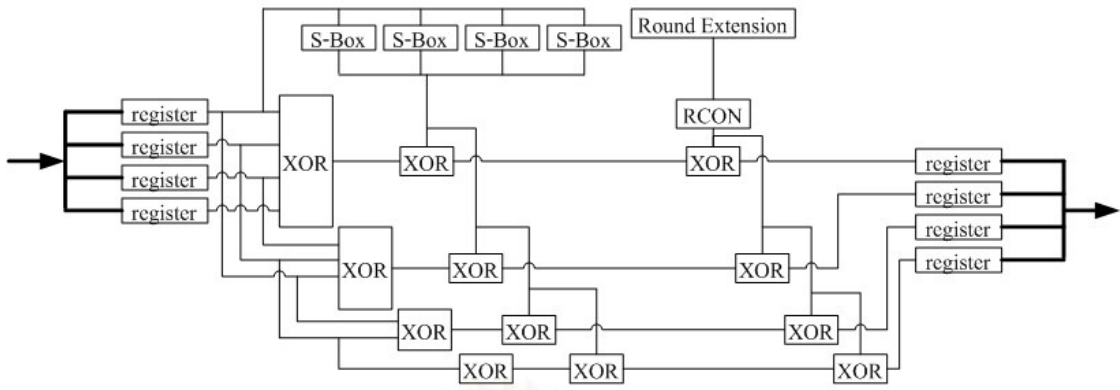 S-Box S-Box S-Box S-Box Round Extension
register RCON
register XOR XOR XOR register
register register
register register
XOR XOR XOR register
XOR XOR XOR
XOR XOR XOR